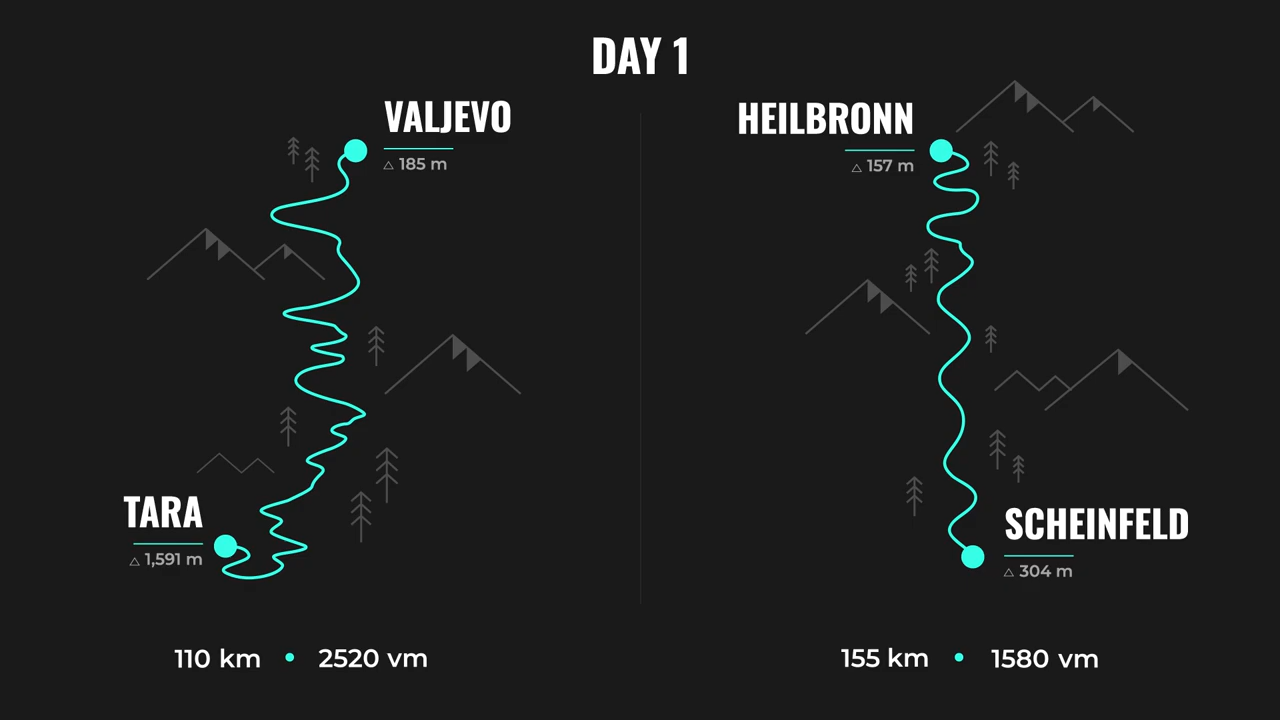 DAY 1
VALJEVO
△ 185 m
TARA
△ 1,591 m
110 km • 2520 vm
HEILBRONN
△ 157 m
SCHEINFELD
△ 304 m
155 km • 1580 vm